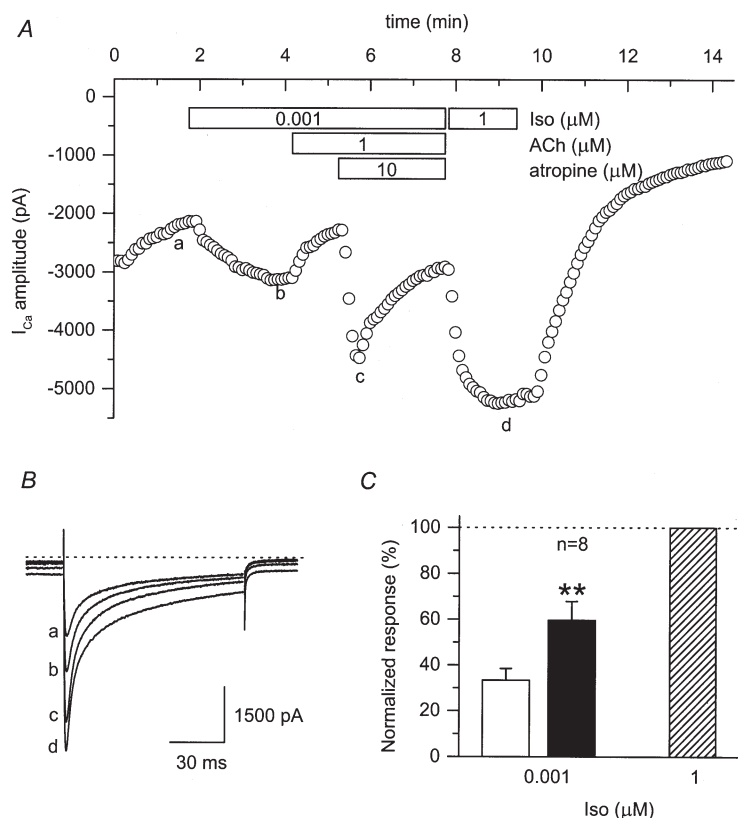 A
time (min)
0 2 4 6 8 10 12 14
0
-1000
-2000
-3000
-4000
-5000
I_Ca amplitude (pA)
0.001 1 Iso (μM)
1 ACh (μM)
10 atropine (μM)
a
b
c
d
B
a
b
c
d
1500 pA
30 ms
C
Normalized response (%)
100
80
60
40
20
0
n=8
**
0.001 1
Iso (μM)